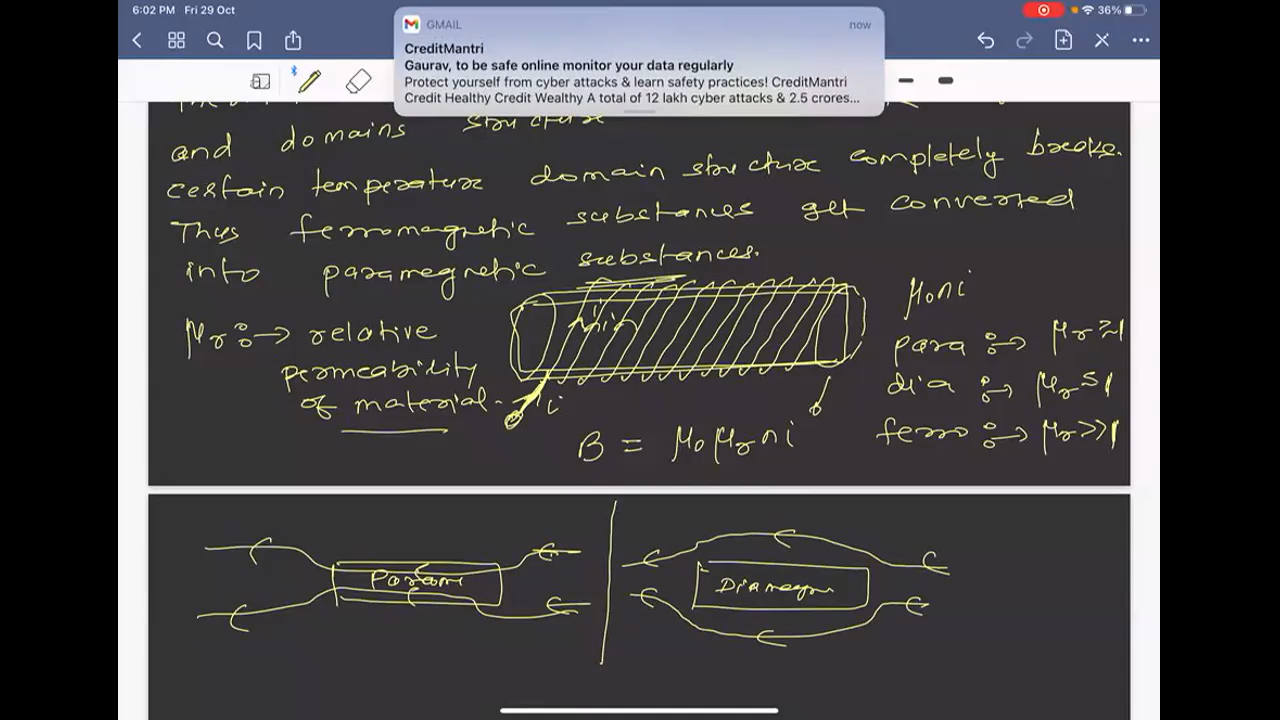 6:02 PM Fri 29 Oct
36%
GMAIL
now
CreditMantri
Gaurav, to be safe online monitor your data regularly
Protect yourself from cyber attacks & learn safety practices! CreditMantri
Credit Healthy Credit Wealthy A total of 12 lakh cyber attacks & 2.5 crores...
and domains structure
certain temperature domain structure completely breaks.
Thus ferromagnetic substances get converted
into paramegnetic substances.
μr :→ relative
permeability
of material.
i
B = μ0μrni
μ0ni
para :→ μr ≥ 1
dia :→ μr ≤ 1
ferro :→ μr >> 1
Param
Diamegn